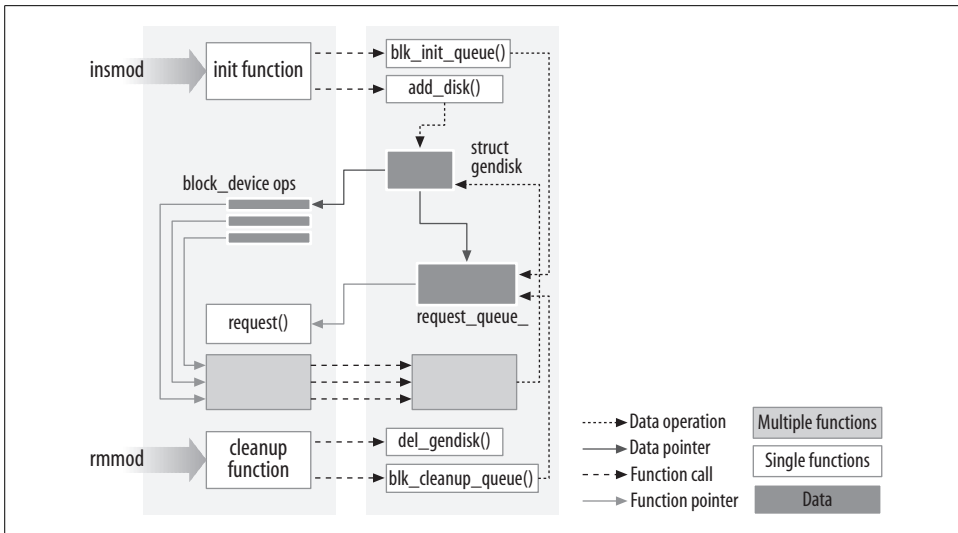 insmod
init function
blk_init_queue()
add_disk()
struct
gendisk
block_device ops
request_queue_
request()
rmmod
cleanup
function
del_gendisk()
blk_cleanup_queue()
Data operation
Data pointer
Function call
Function pointer
Multiple functions
Single functions
Data